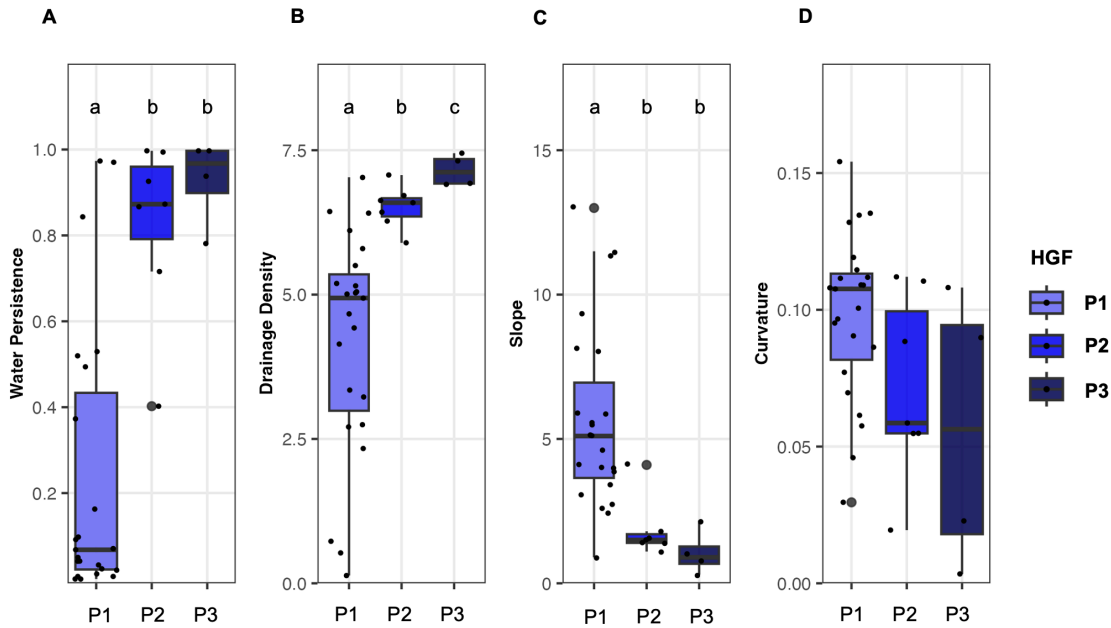 A
Water Persistence
1.0
0.8
0.6
0.4
0.2
a b b
P1 P2 P3
B
Drainage Density
7.5
5.0
2.5
0.0
a b c
P1 P2 P3
C
Slope
15
10
5
0
a b b
P1 P2 P3
D
Curvature
0.15
0.10
0.05
0.00
P1 P2 P3
HGF
P1
P2
P3